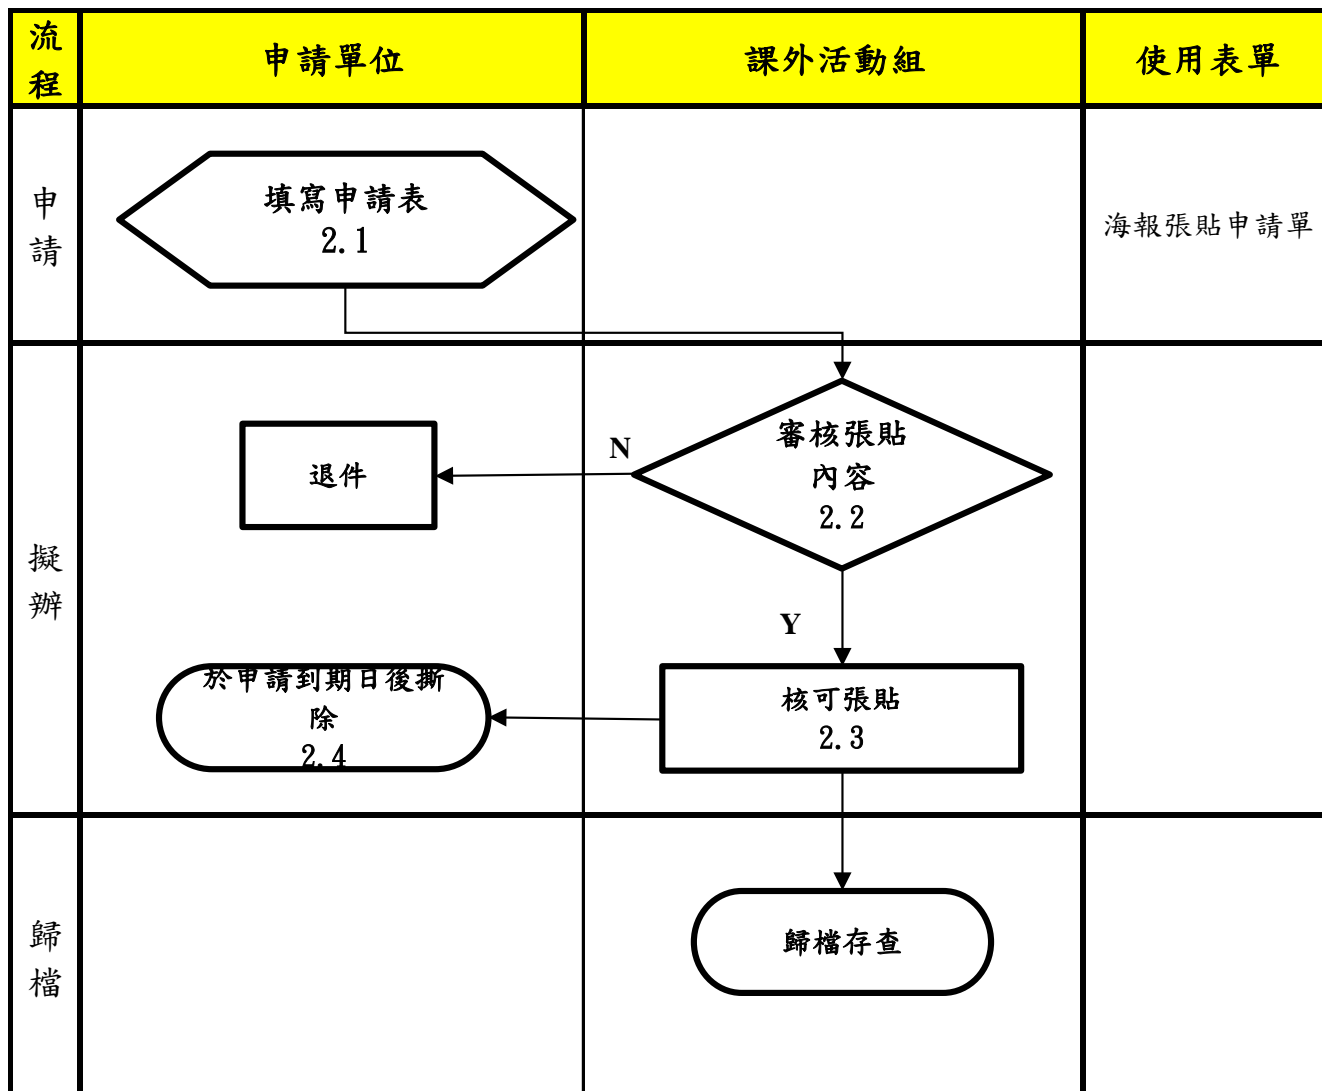 流程
申請單位
課外活動組
使用表單
申請
填寫申請表
2.1
海報張貼申請單
擬辦
審核張貼
內容
2.2
N
退件
Y
核可張貼
2.3
於申請到期日後撕
除
2.4
歸檔
歸檔存查